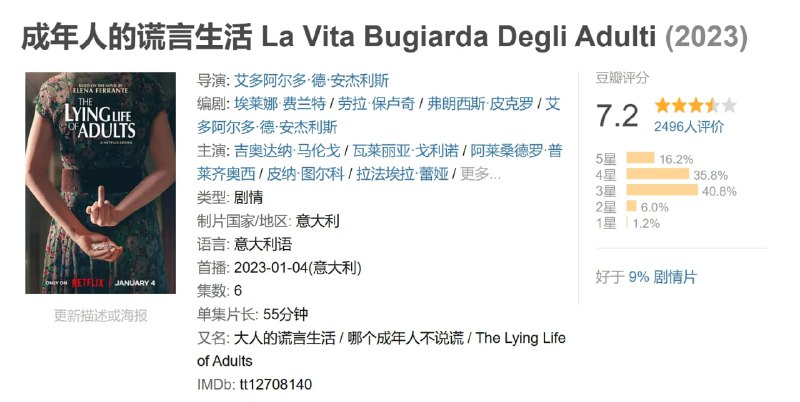 成年人的谎言生活 La Vita Bugiarda Degli Adulti (2023)
BASED ON THE NOVEL BY
ELENA FERRANTE
THE
LYING LIFE
OF ADULTS
A NETFLIX SERIES
ONLY ON NETFLIX | JANUARY 4
更新描述或海报
导演: 艾多阿尔多·德·安杰利斯
编剧: 埃莱娜·费兰特 / 劳拉·保卢奇 / 弗朗西斯·皮克罗 / 艾
多阿尔多·德·安杰利斯
主演: 吉奥达纳·马伦戈 / 瓦莱丽亚·戈利诺 / 阿莱桑德罗·普
莱齐奥西 / 皮纳·图尔科 / 拉法埃拉·蕾娅 / 更多...
类型: 剧情
制片国家/地区: 意大利
语言: 意大利语
首播: 2023-01-04(意大利)
集数: 6
单集片长: 55分钟
又名: 大人的谎言生活 / 哪个成年人不说谎 / The Lying Life
of Adults
IMDb: tt12708140
豆瓣评分
7.2
2496人评价
5星 16.2%
4星 35.8%
3星 40.8%
2星 6.0%
1星 1.2%
好于 9% 剧情片